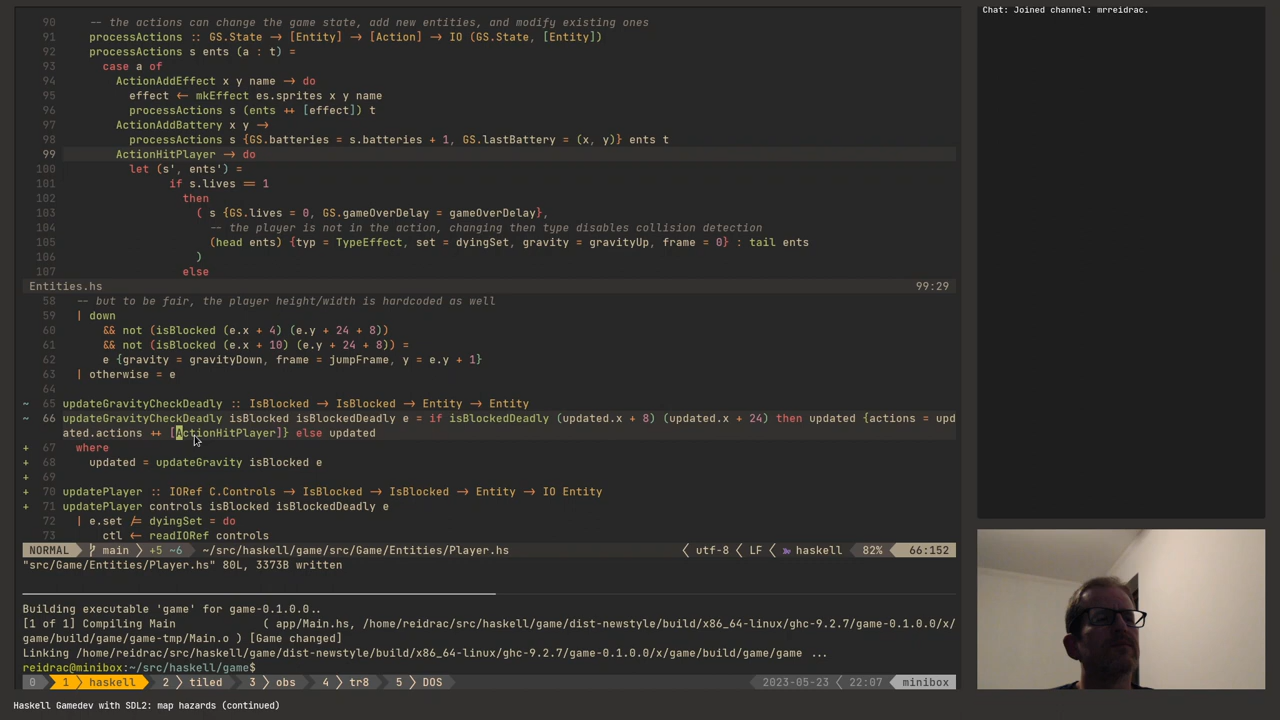 Chat: Joined channel: mrreidrac.
90 -- the actions can change the game state, add new entities, and modify existing ones
91 processActions :: GS.State → [Entity] → [Action] → IO (GS.State, [Entity])
92 processActions s ents (a : t) =
93 case a of
94 ActionAddEffect x y name → do
95 effect ← mkEffect es.sprites x y name
96 processActions s (ents ++ [effect]) t
97 ActionAddBattery x y →
98 processActions s {GS.batteries = s.batteries + 1, GS.lastBattery = (x, y)} ents t
99 ActionHitPlayer → do
100 let (s', ents') =
101 if s.lives == 1
102 then
103 ( s {GS.lives = 0, GS.gameOverDelay = gameOverDelay},
104 -- the player is not in the action, changing then type disables collision detection
105 (head ents) {typ = TypeEffect, set = dyingSet, gravity = gravityUp, frame = 0} : tail ents
106 )
107 else
Entities.hs 99:29
58 -- but to be fair, the player height/width is hardcoded as well
59 | down
60 && not (isBlocked (e.x + 4) (e.y + 24 + 8))
61 && not (isBlocked (e.x + 10) (e.y + 24 + 8)) =
62 e {gravity = gravityDown, frame = jumpFrame, y = e.y + 1}
63 | otherwise = e
64
~ 65 updateGravityCheckDeadly :: IsBlocked → IsBlocked → Entity → Entity
~ 66 updateGravityCheckDeadly isBlocked isBlockedDeadly e = if isBlockedDeadly (updated.x + 8) (updated.x + 24) then updated {actions = upd
ated.actions ++ [ActionHitPlayer]} else updated
+ 67 where
+ 68 updated = updateGravity isBlocked e
+ 69
+ 70 updatePlayer :: IORef C.Controls → IsBlocked → IsBlocked → Entity → IO Entity
+ 71 updatePlayer controls isBlocked isBlockedDeadly e
72 | e.set /= dyingSet = do
73 ctl ← readIORef controls
NORMAL main +5 ~6 ~/src/haskell/game/src/Game/Entities/Player.hs utf-8 LF haskell 82% 66:152
"src/Game/Entities/Player.hs" 80L, 3373B written
Building executable 'game' for game-0.1.0.0..
[1 of 1] Compiling Main ( app/Main.hs, /home/reidrac/src/haskell/game/dist-newstyle/build/x86_64-linux/ghc-9.2.7/game-0.1.0.0/x/
game/build/game/game-tmp/Main.o ) [Game changed]
Linking /home/reidrac/src/haskell/game/dist-newstyle/build/x86_64-linux/ghc-9.2.7/game-0.1.0.0/x/game/build/game/game ...
reidrac@minibox:~/src/haskell/game$
0 1 haskell 2 tiled 3 obs 4 tr8 5 DOS 2023-05-23 22:07 minibox
Haskell Gamedev with SDL2: map hazards (continued)